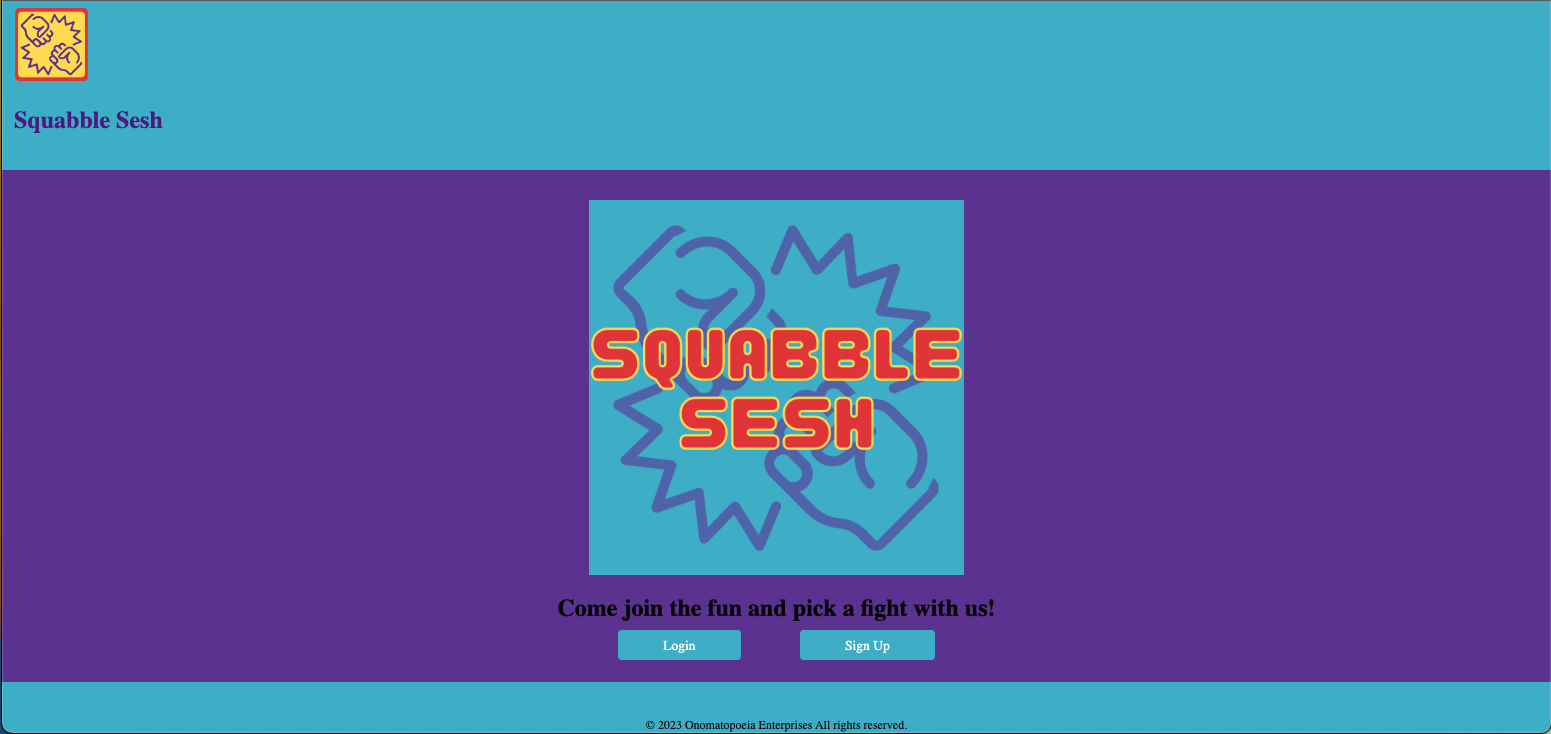 Squabble Sesh
SQUABBLE
SESH
Come join the fun and pick a fight with us!
Login
Sign Up
© 2023 Onomatopoeia Enterprises All rights reserved.